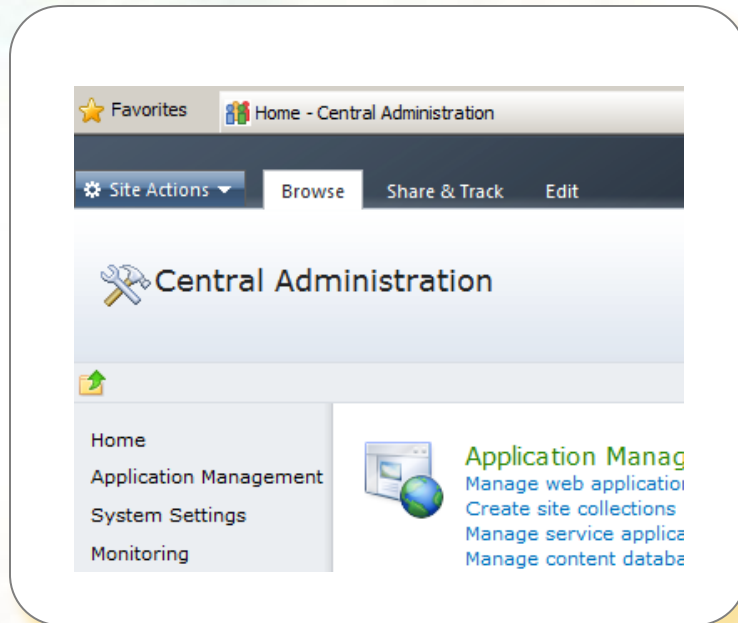 Favorites
Home - Central Administration
Site Actions
Browse
Share & Track
Edit
Central Administration
Home
Application Management
System Settings
Monitoring
Application Manag
Manage web application
Create site collections
Manage service applica
Manage content databa